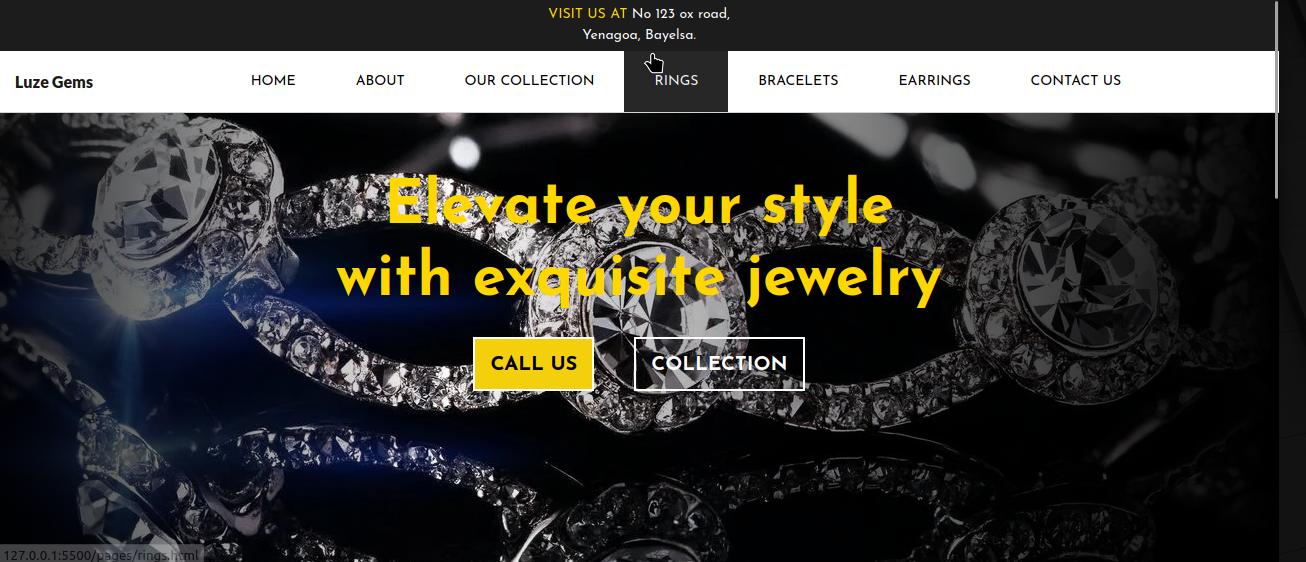 VISIT US AT No 123 ox road,
Yenagoa, Bayelsa.
Luze Gems HOME ABOUT OUR COLLECTION RINGS BRACELETS EARRINGS CONTACT US
Elevate your style
with exquisite jewelry
CALL US COLLECTION
127.0.0.1:5500/pages/rings.html